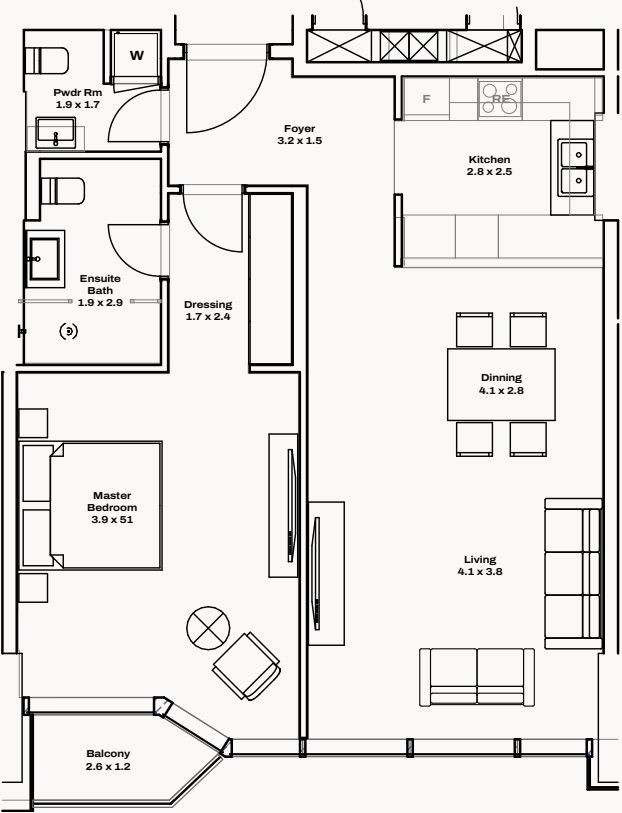 W
Pwdr Rm
1.9 x 1.7
Foyer
3.2 x 1.5
F
RE
Kitchen
2.8 x 2.5
Ensuite
Bath
1.9 x 2.9
Dressing
1.7 x 2.4
Dinning
4.1 x 2.8
Master
Bedroom
3.9 x 51
Living
4.1 x 3.8
Balcony
2.6 x 1.2